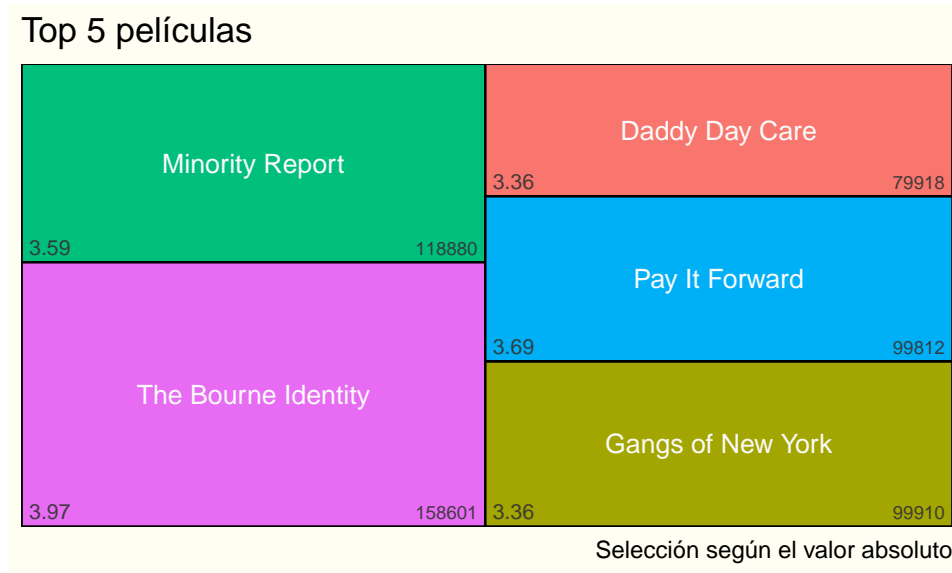 Top 5 películas
Minority Report
3.59 118880
The Bourne Identity
3.97 158601
Daddy Day Care
3.36 79918
Pay It Forward
3.69 99812
Gangs of New York
3.36 99910
Selección según el valor absoluto